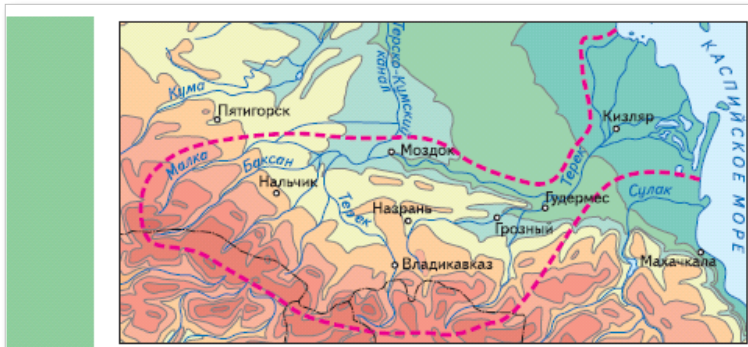 Терско-Кумский
канал
КАСПИЙСКОЕ МОРЕ
Кума
Пятигорск
Кизляр
Малка
Баксан
Моздок
Терек
Нальчик
Терек
Назрань
Гудермес
Сулак
Грозный
Владикавказ
Махачкала